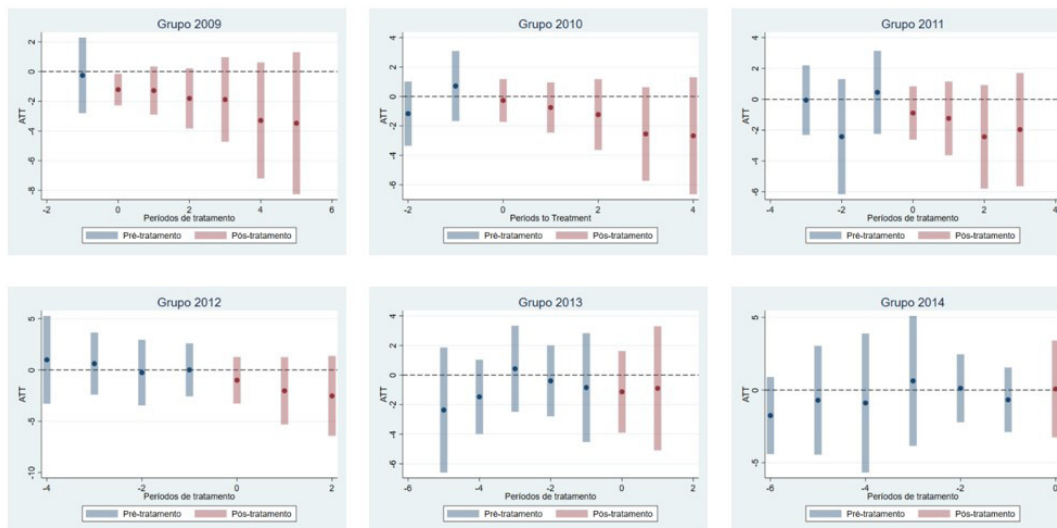 Grupo 2009
ATT
2
0
-2
-4
-6
-8
-2
0
2
4
6
Períodos de tratamento
Pré-tratamento Pós-tratamento
Grupo 2010
ATT
4
2
0
-2
-4
-6
-2
0
2
4
Periods to Treatment
Pré-tratamento Pós-tratamento
Grupo 2011
ATT
4
2
0
-2
-4
-6
-4
-2
0
2
4
Períodos de tratamento
Pré-tratamento Pós-tratamento
Grupo 2012
ATT
5
0
-5
-10
-4
-2
0
2
Períodos de tratamento
Pré-tratamento Pós-tratamento
Grupo 2013
ATT
4
2
0
-2
-4
-6
-6
-4
-2
0
2
Períodos de tratamento
Pré-tratamento Pós-tratamento
Grupo 2014
ATT
5
0
-5
-6
-4
-2
0
Períodos de tratamento
Pré-tratamento Pós-tratamento